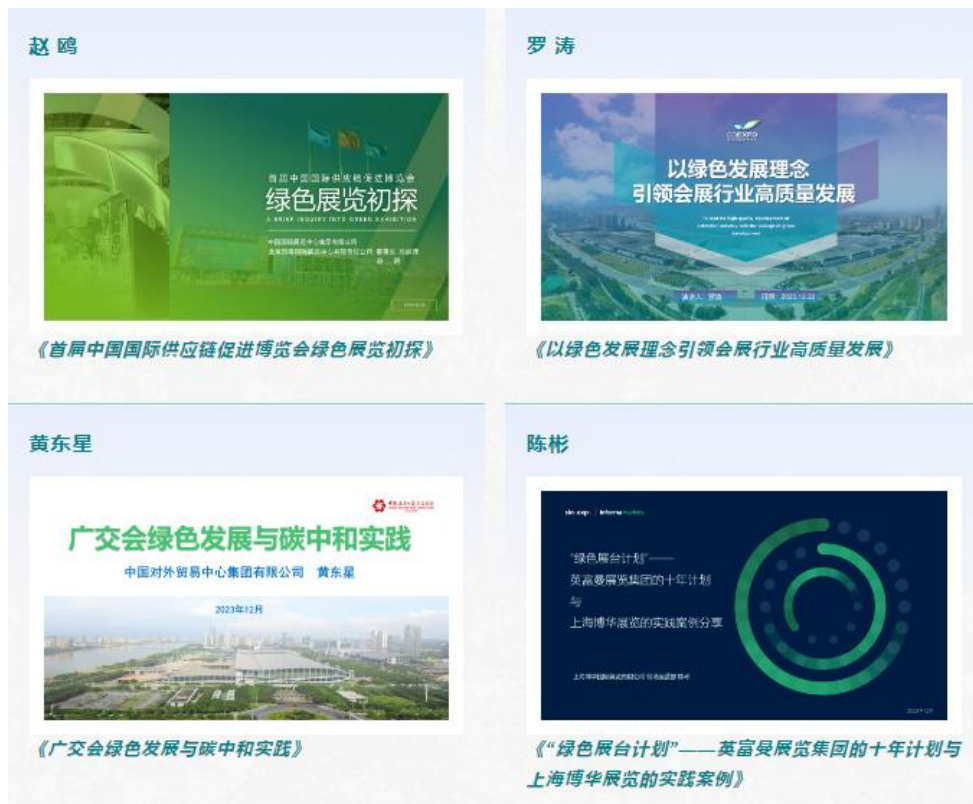 赵 鸥
首届中国国际供应链促进博览会
绿色展览初探
A BRIEF INQUIRY INTO GREEN EXHIBITION
《首届中国国际供应链促进博览会绿色展览初探》
罗 涛
以绿色发展理念
引领会展行业高质量发展
《以绿色发展理念引领会展行业高质量发展》
黄东星
广交会绿色发展与碳中和实践
中国对外贸易中心集团有限公司 黄东星
2023年12月
《广交会绿色发展与碳中和实践》
陈彬
informa markets
“绿色展台计划”——
英富曼展览集团的十年计划
与
上海博华展览的实践案例分享
2023年12月
《“绿色展台计划”——英富曼展览集团的十年计划与
上海博华展览的实践案例》